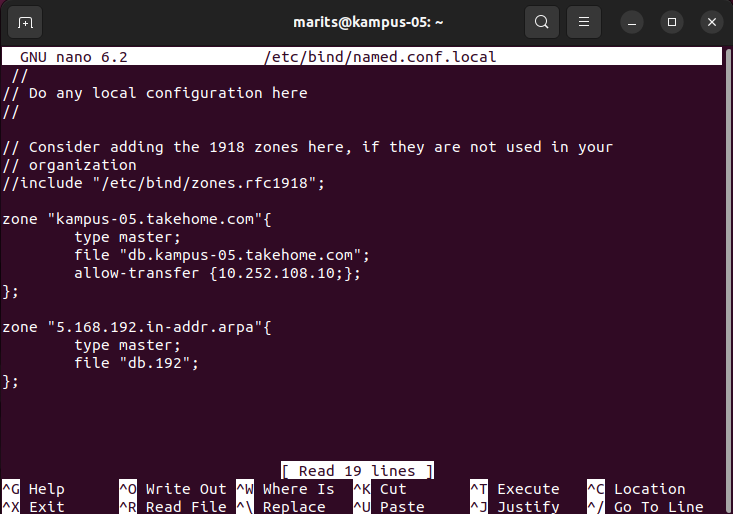 marits@kampus-05: ~
GNU nano 6.2 /etc/bind/named.conf.local
//
// Do any local configuration here
//
// Consider adding the 1918 zones here, if they are not used in your
// organization
//include "/etc/bind/zones.rfc1918";
zone "kampus-05.takehome.com"{
type master;
file "db.kampus-05.takehome.com";
allow-transfer {10.252.108.10;};
};
zone "5.168.192.in-addr.arpa"{
type master;
file "db.192";
};
[ Read 19 lines ]
^G Help ^O Write Out ^W Where Is ^K Cut ^T Execute ^C Location
^X Exit ^R Read File ^\ Replace ^U Paste ^J Justify ^/ Go To Line